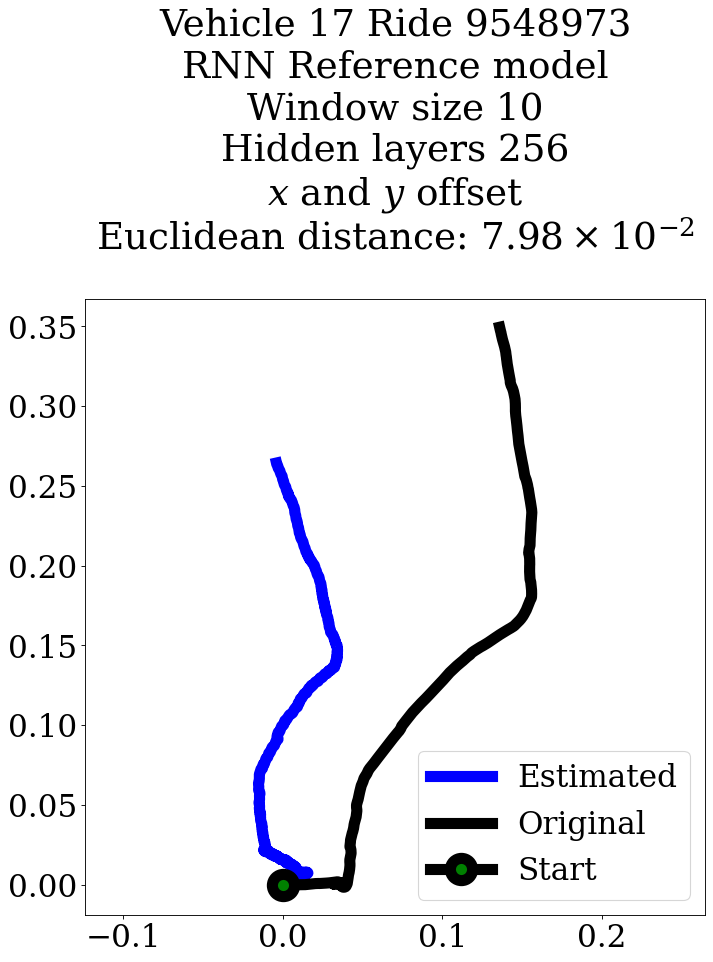 Vehicle 17 Ride 9548973
RNN Reference model
Window size 10
Hidden layers 256
x and y offset
Euclidean distance: 7.98 × 10⁻²
0.35
0.30
0.25
0.20
0.15
0.10
0.05
0.00
−0.1 0.0 0.1 0.2
Estimated
Original
Start